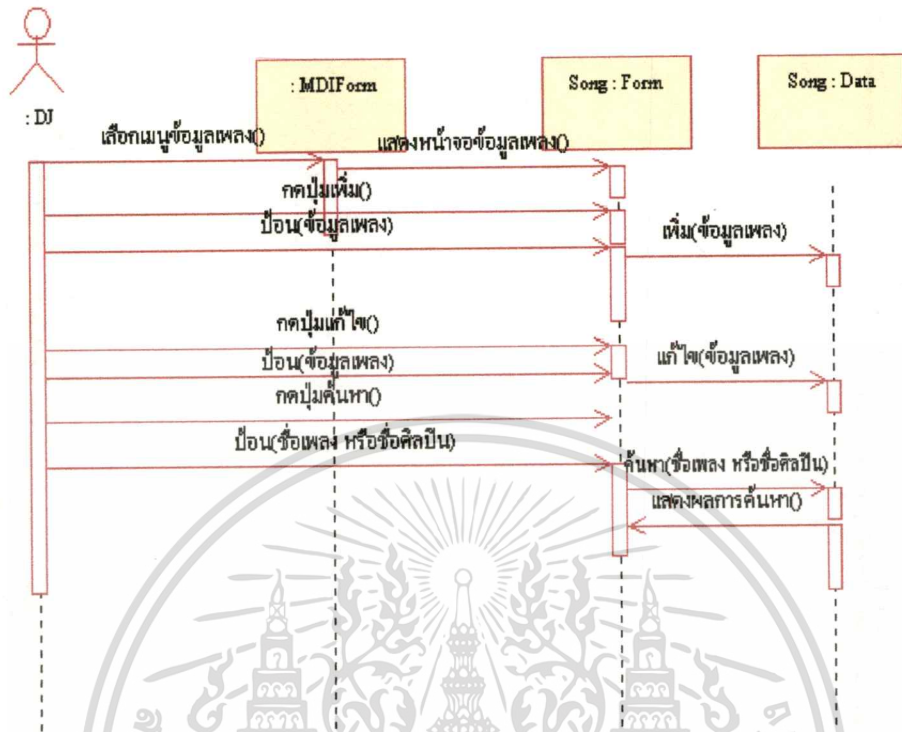 : DJ
: MDIForm
Song : Form
Song : Data
เลือกเมนูข้อมูลเพลง()
แสดงหน้าจอข้อมูลเพลง()
กดปุ่มเพิ่ม()
ป้อน(ข้อมูลเพลง)
เพิ่ม(ข้อมูลเพลง)
กดปุ่มแก้ไข()
ป้อน(ข้อมูลเพลง)
แก้ไข(ข้อมูลเพลง)
กดปุ่มค้นหา()
ป้อน(ชื่อเพลง หรือชื่อศิลปิน)
ค้นหา(ชื่อเพลง หรือชื่อศิลปิน)
แสดงผลการค้นหา()